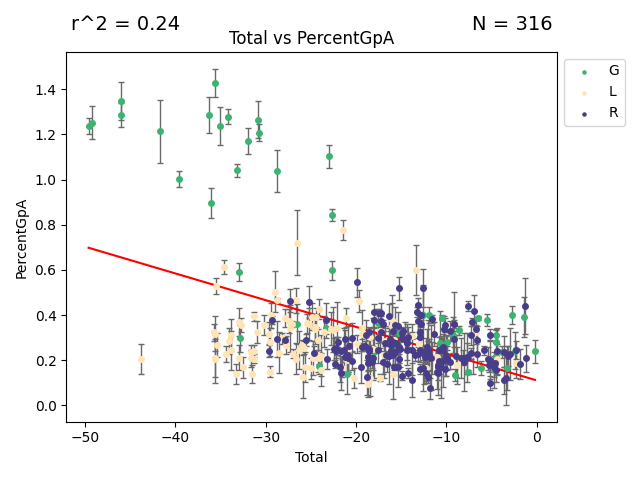 r^2 = 0.24
N = 316
Total vs PercentGpA
G
L
R
PercentGpA
1.4
1.2
1.0
0.8
0.6
0.4
0.2
0.0
−50
−40
−30
−20
−10
0
Total